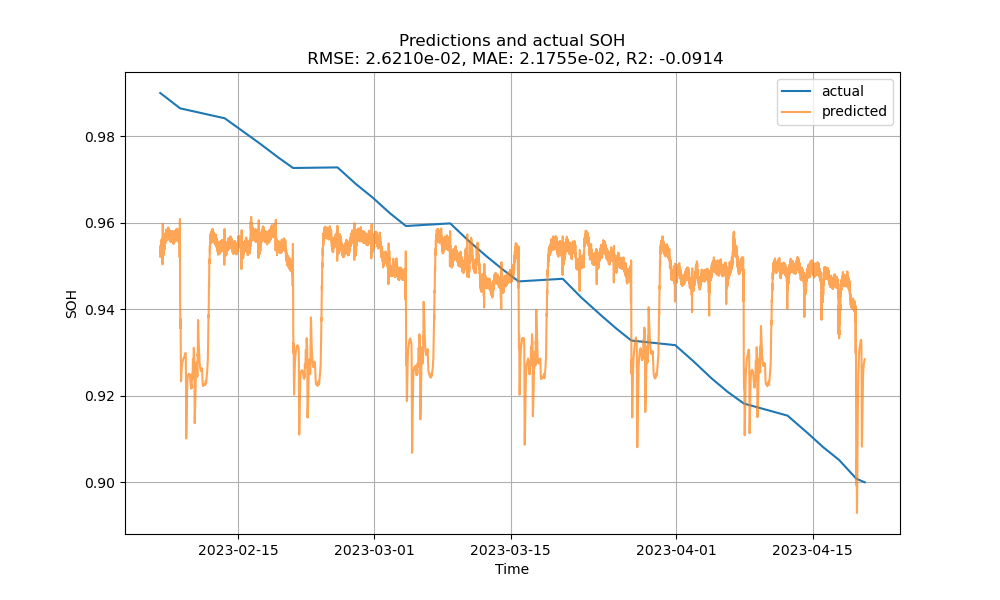 Predictions and actual SOH
RMSE: 2.6210e-02, MAE: 2.1755e-02, R2: -0.0914
actual
predicted
0.98
0.96
0.94
0.92
0.90
SOH
2023-02-15
2023-03-01
2023-03-15
2023-04-01
2023-04-15
Time